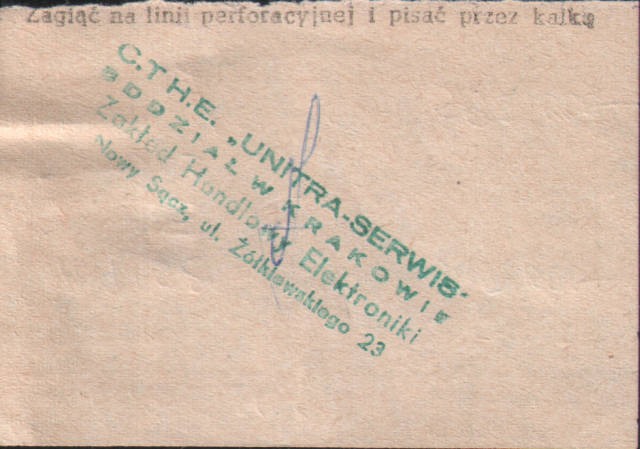 Zagiąć na linii perforacyjnej i pisać przez kalkę
C.T.H.E. „UNITRA-SERWIS"
ODDZIAŁ W KRAKOWIE
Zakład Handlowy Elektroniki
Nowy Sącz, ul. Żółkiewskiego 23